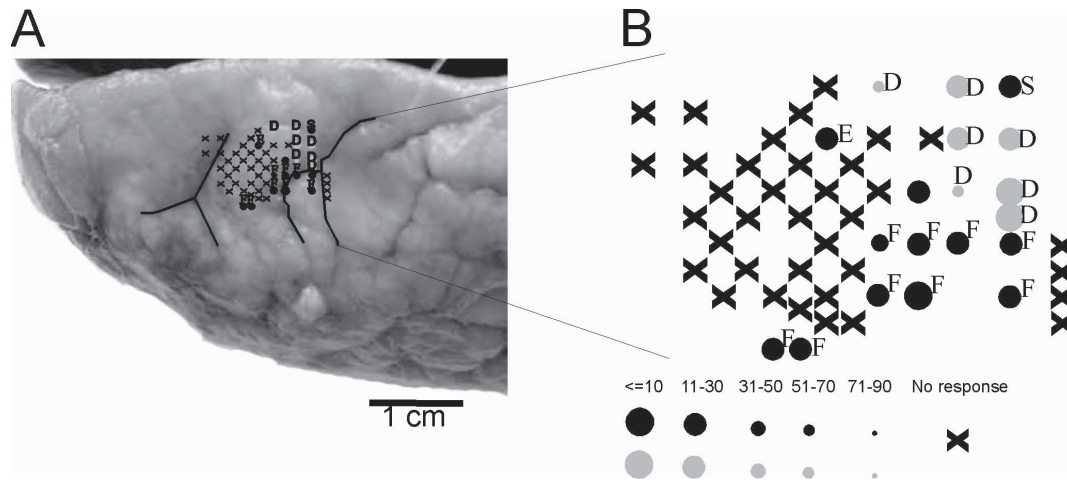 A
B
D S
D D
D D
D
1 cm
D D S
E D D
D D
D
F F F F
F F F
F F
<=10 11-30 31-50 51-70 71-90 No response